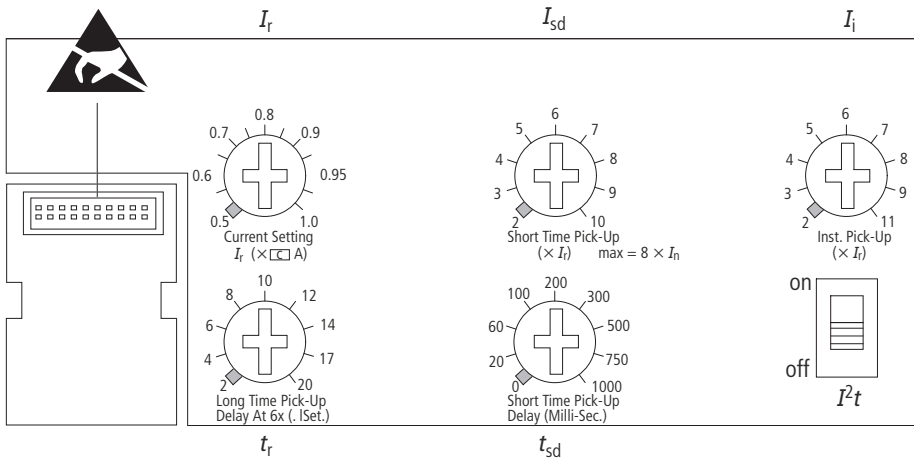 Ir Isd Ii
0.5 0.6 0.7 0.8 0.9 0.95 1.0
Current Setting
Ir (× C A)
2 3 4 5 6 7 8 9 10
Short Time Pick-Up
(× Ir) max = 8 × In
2 3 4 5 6 7 8 9 11
Inst. Pick-Up
(× Ir)
2 4 6 8 10 12 14 17 20
Long Time Pick-Up
Delay At 6x (. ISet.)
0 20 60 100 200 300 500 750 1000
Short Time Pick-Up
Delay (Milli-Sec.)
on
off
I²t
tr tsd